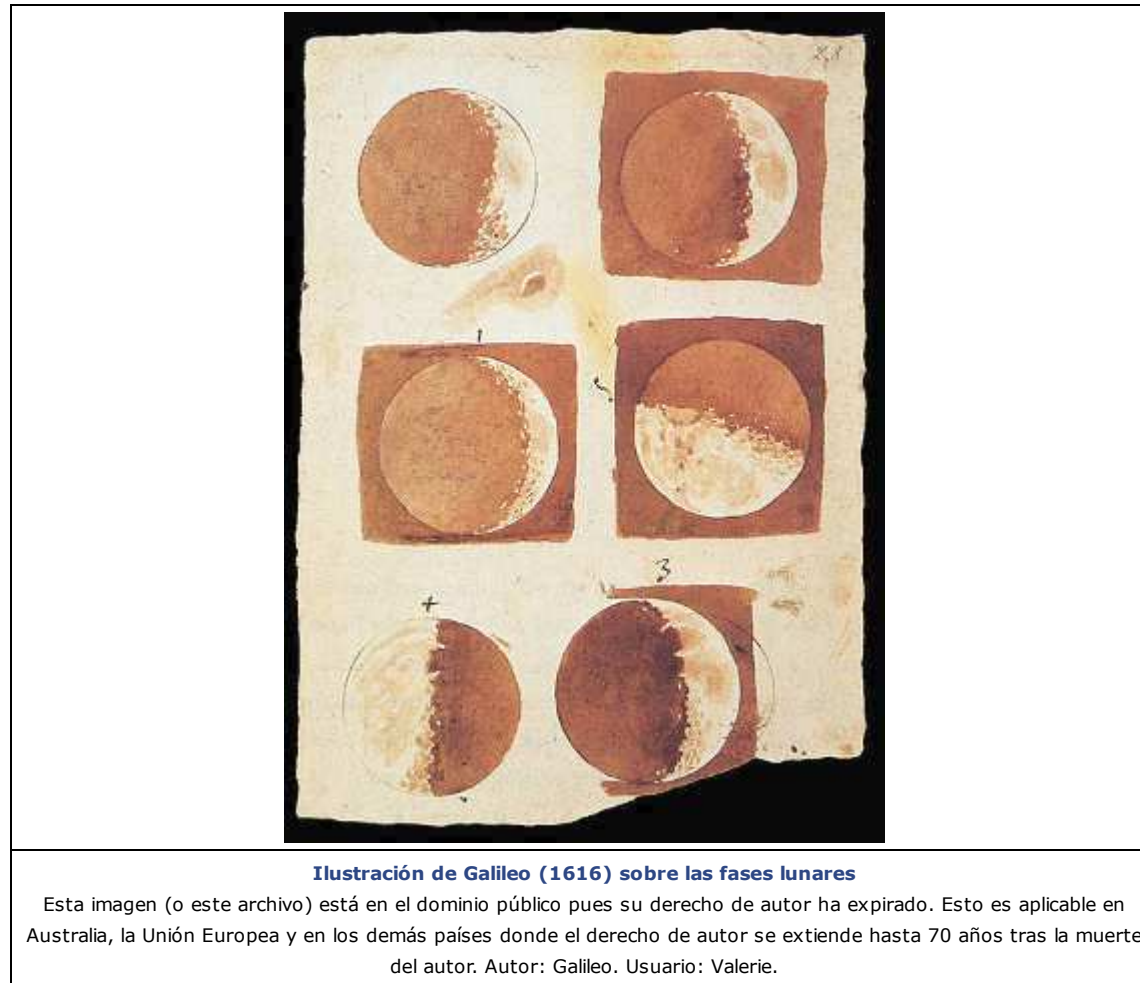 28
1
5
3
4
Ilustración de Galileo (1616) sobre las fases lunares
Esta imagen (o este archivo) está en el dominio público pues su derecho de autor ha expirado. Esto es aplicable en
Australia, la Unión Europea y en los demás países donde el derecho de autor se extiende hasta 70 años tras la muerte
del autor. Autor: Galileo. Usuario: Valerie.